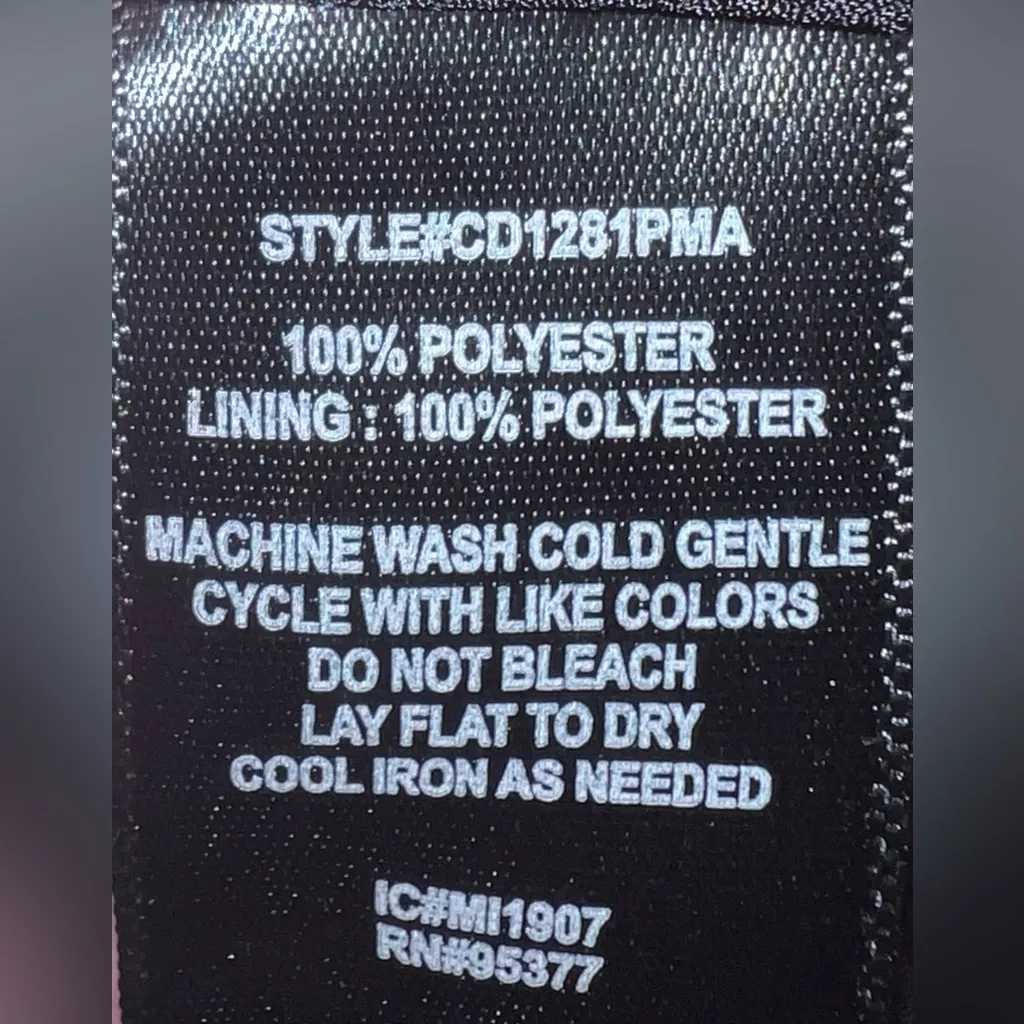 STYLE#CD1281PMA
100% POLYESTER
LINING : 100% POLYESTER
MACHINE WASH COLD GENTLE
CYCLE WITH LIKE COLORS
DO NOT BLEACH
LAY FLAT TO DRY
COOL IRON AS NEEDED
IC#MI1907
RN#95377